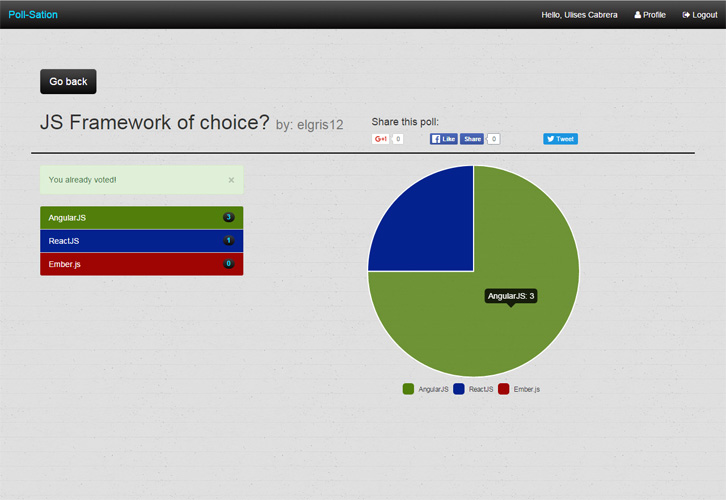 Poll-Sation
Hello, Ulises Cabrera Profile Logout
Go back
JS Framework of choice? by: elgris12
Share this poll:
G+1 0 Like Share 0 Tweet
You already voted! ×
AngularJS 3
ReactJS 1
Ember.js 0
AngularJS: 3
AngularJS ReactJS Ember.js